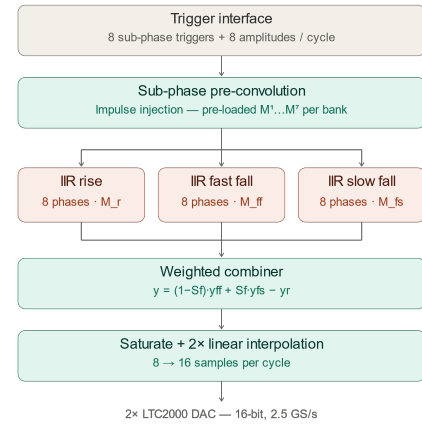 Trigger interface
8 sub-phase triggers + 8 amplitudes / cycle
Sub-phase pre-convolution
Impulse injection — pre-loaded M¹…M⁷ per bank
IIR rise
8 phases · M_r
IIR fast fall
8 phases · M_ff
IIR slow fall
8 phases · M_fs
Weighted combiner
y = (1−Sf)·yff + Sf·yfs − yr
Saturate + 2× linear interpolation
8 → 16 samples per cycle
2× LTC2000 DAC — 16-bit, 2.5 GS/s